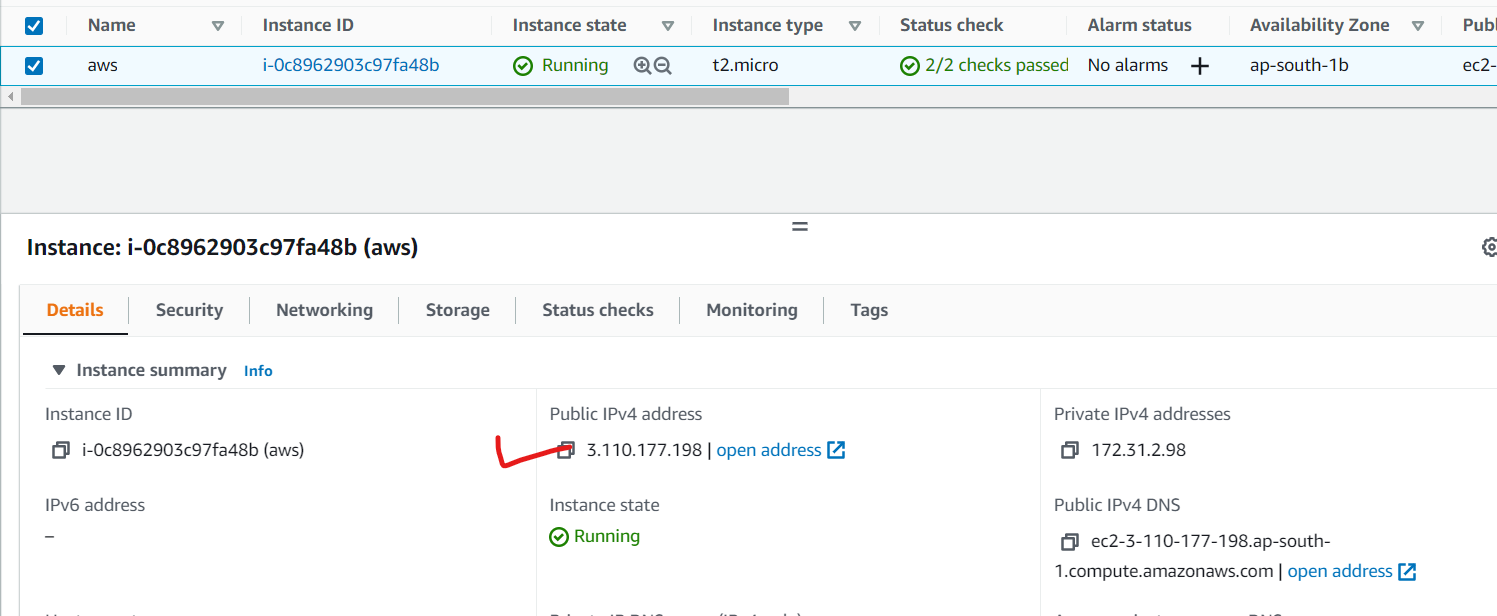 Name Instance ID Instance state Instance type Status check Alarm status Availability Zone Publ
aws i-0c8962903c97fa48b Running t2.micro 2/2 checks passed No alarms + ap-south-1b ec2-
Instance: i-0c8962903c97fa48b (aws)
Details Security Networking Storage Status checks Monitoring Tags
Instance summary Info
Instance ID Public IPv4 address Private IPv4 addresses
i-0c8962903c97fa48b (aws) 3.110.177.198 | open address 172.31.2.98
IPv6 address Instance state Public IPv4 DNS
– Running ec2-3-110-177-198.ap-south-
1.compute.amazonaws.com | open address